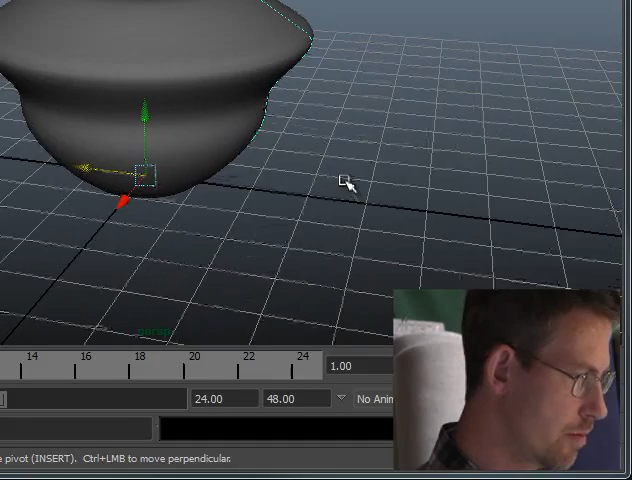 persp
14 16 18 20 22 24
1.00
24.00 48.00 No Anim
e pivot (INSERT). Ctrl+LMB to move perpendicular.